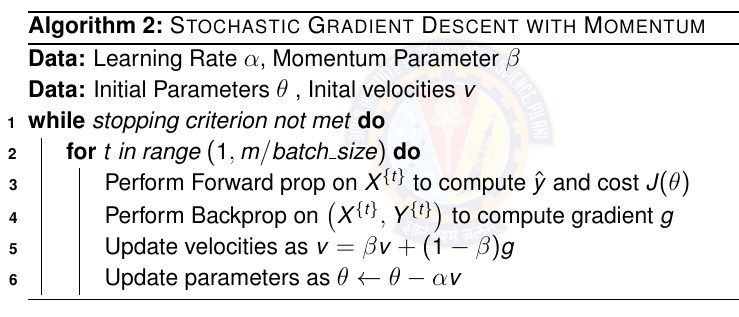 Algorithm 2: STOCHASTIC GRADIENT DESCENT WITH MOMENTUM
Data: Learning Rate α, Momentum Parameter β
Data: Initial Parameters θ , Inital velocities v
1 while stopping criterion not met do
2 for t in range (1, m/batch_size) do
3 Perform Forward prop on X^{t} to compute ŷ and cost J(θ)
4 Perform Backprop on (X^{t}, Y^{t}) to compute gradient g
5 Update velocities as v = βv + (1 − β)g
6 Update parameters as θ ← θ − αv